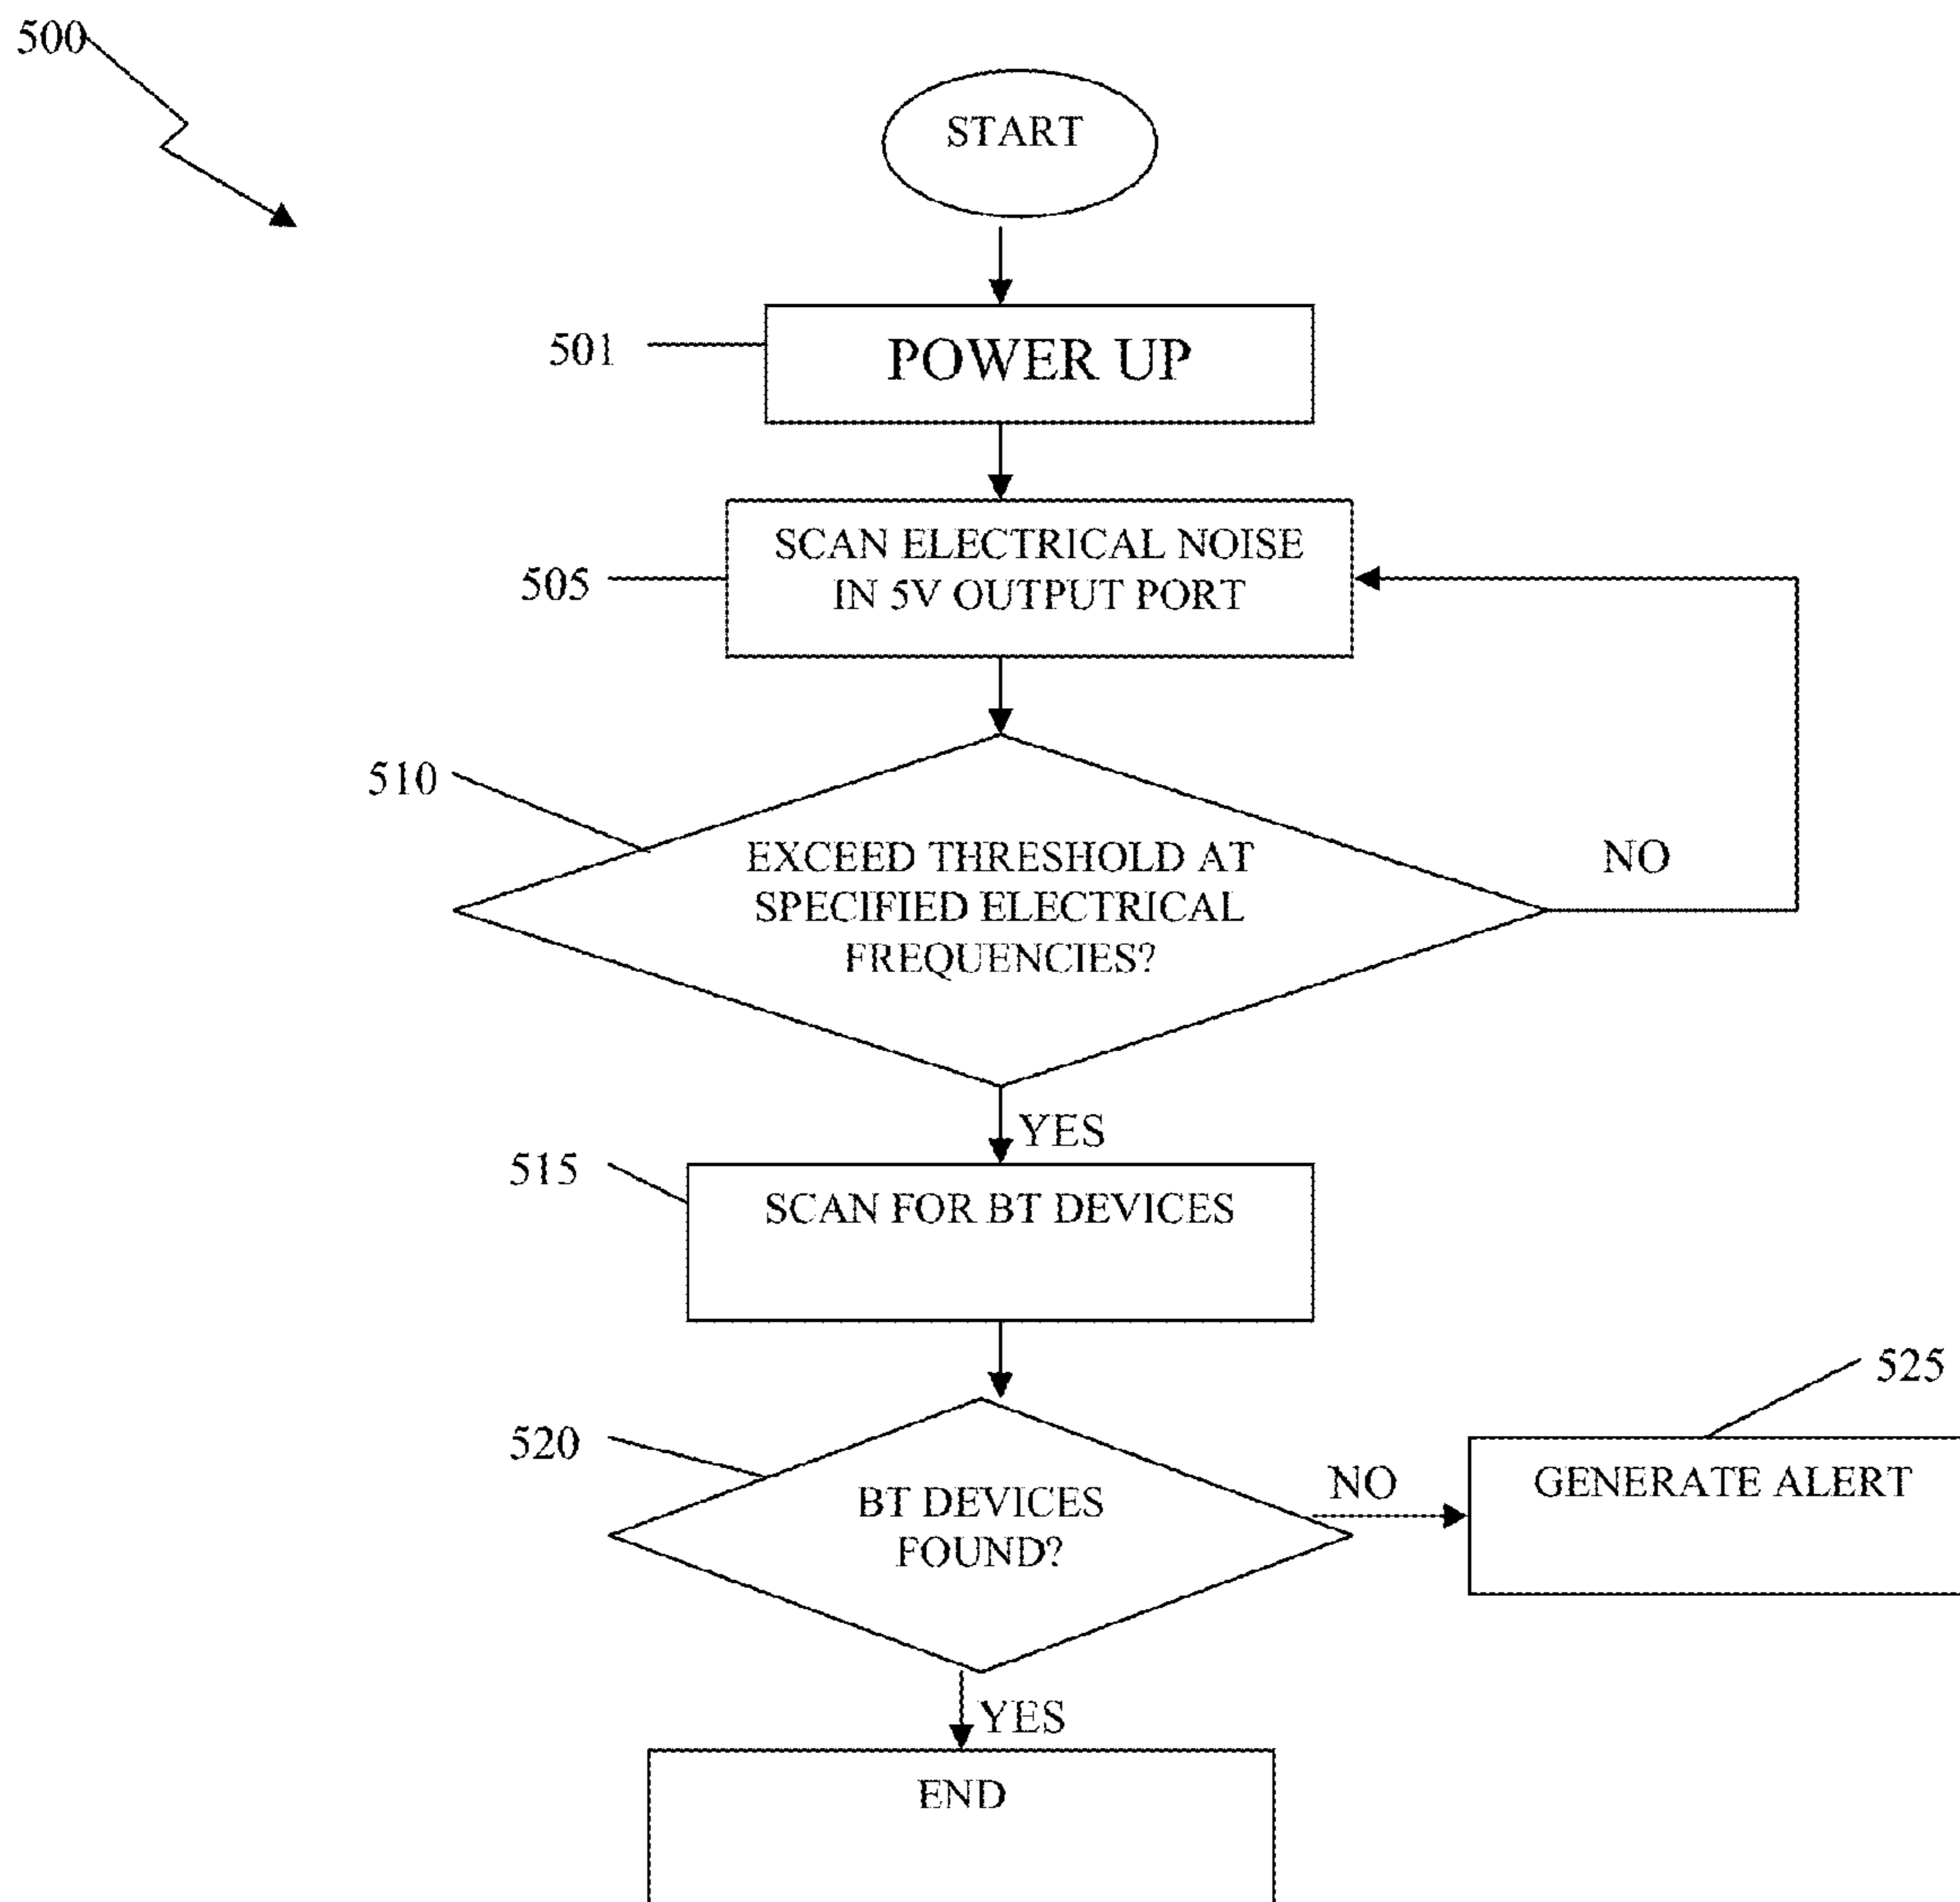 500
START
501
POWER UP
505
SCAN ELECTRICAL NOISE
IN 5V OUTPUT PORT
510
EXCEED THRESHOLD AT
SPECIFIED ELECTRICAL
FREQUENCIES?
NO
YES
515
SCAN FOR BT DEVICES
520
BT DEVICES
FOUND?
NO
525
GENERATE ALERT
YES
END